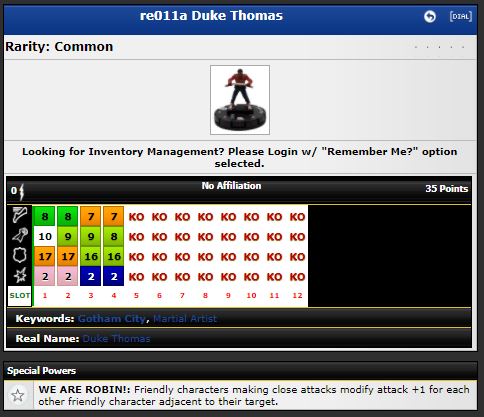 re011a Duke Thomas
[DIAL]
Rarity: Common
Looking for Inventory Management? Please Login w/ "Remember Me?" option
selected.
0 No Affiliation 35 Points
8 8 7 7 KO KO KO KO KO KO KO KO
10 9 9 8 KO KO KO KO KO KO KO KO
17 17 16 16 KO KO KO KO KO KO KO KO
2 2 2 2 KO KO KO KO KO KO KO KO
SLOT 1 2 3 4 5 6 7 8 9 10 11 12
Keywords: Gotham City, Martial Artist
Real Name: Duke Thomas
Special Powers
WE ARE ROBIN!: Friendly characters making close attacks modify attack +1 for each
other friendly character adjacent to their target.